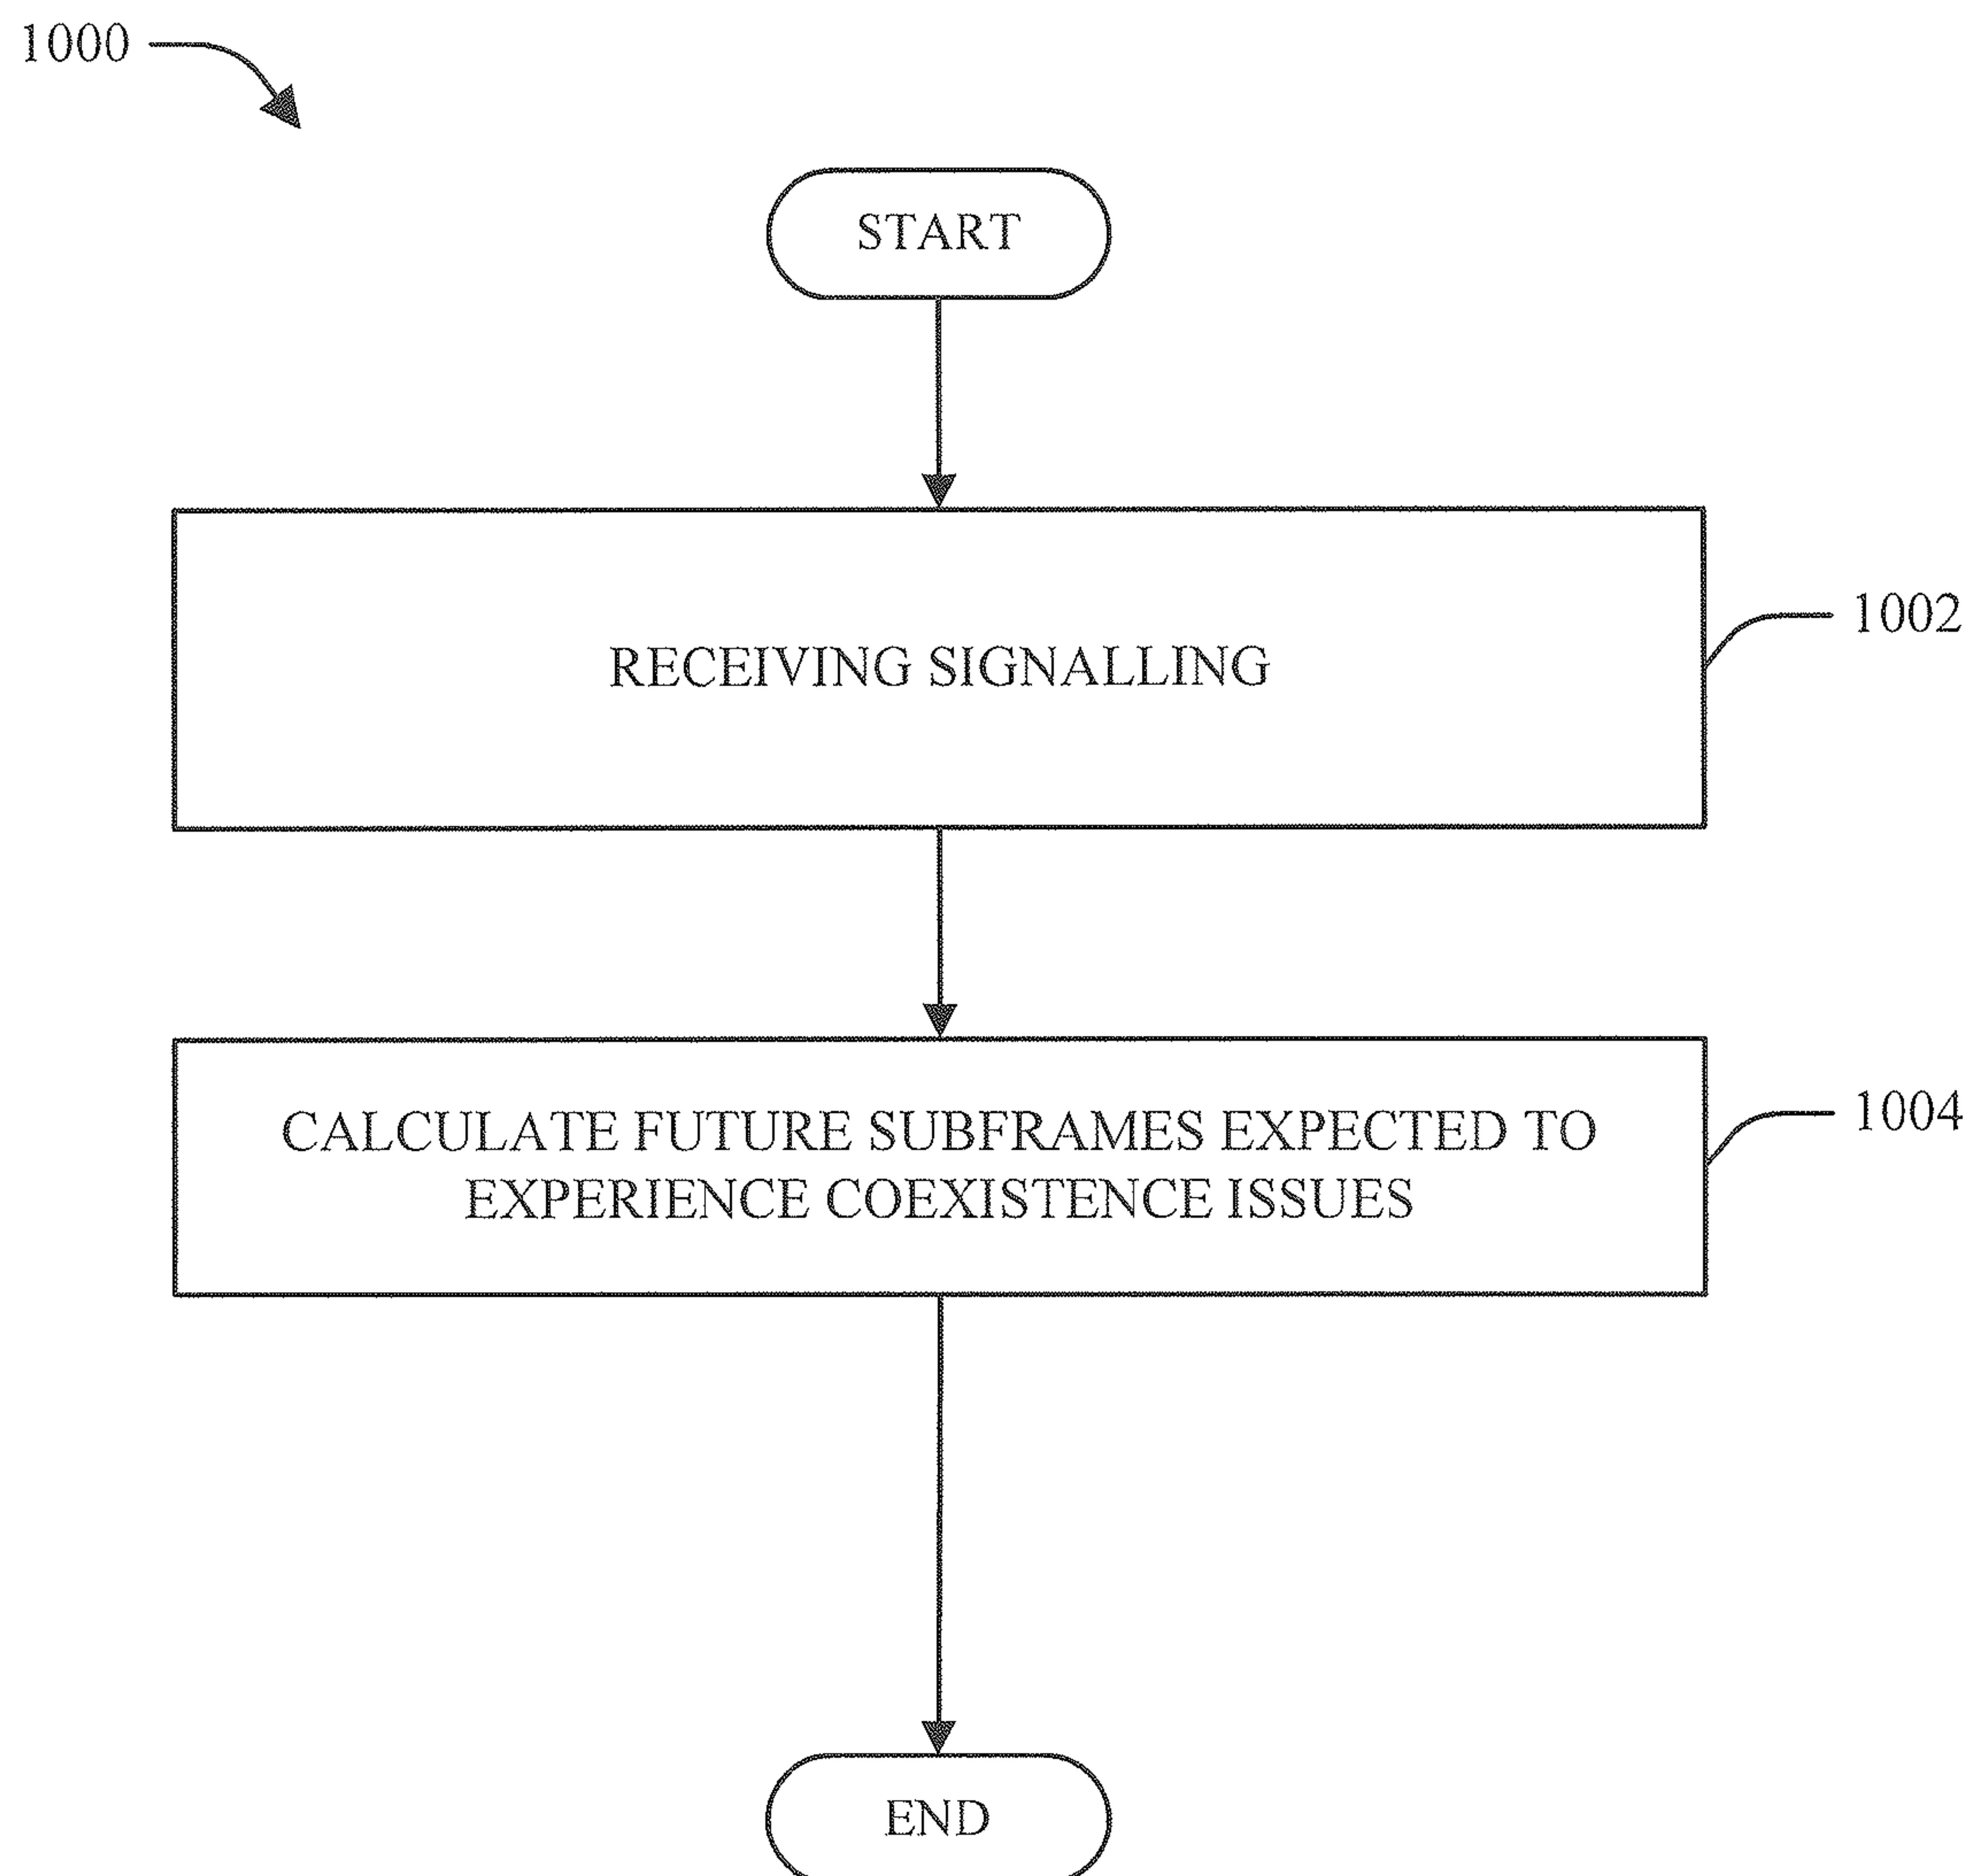 1000
START
RECEIVING SIGNALLING
1002
CALCULATE FUTURE SUBFRAMES EXPECTED TO
EXPERIENCE COEXISTENCE ISSUES
1004
END